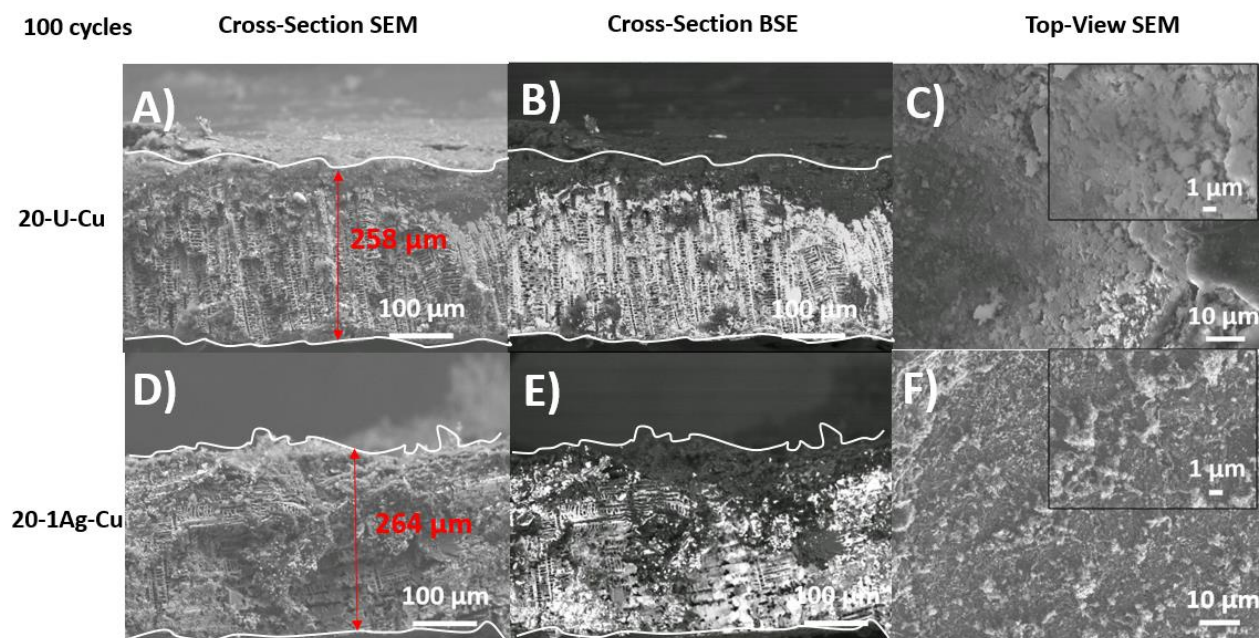 100 cycles Cross-Section SEM Cross-Section BSE Top-View SEM
A) B) C)
1 µm
20-U-Cu
258 µm
100 µm 100 µm 10 µm
D) E) F)
1 µm
20-1Ag-Cu
264 µm
100 µm 100 µm 10 µm